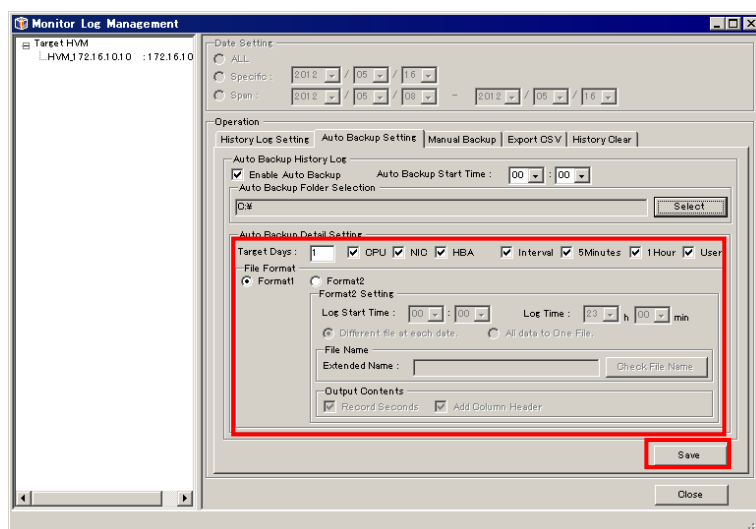 Monitor Log Management
Target HVM
HVM_172.16.10.10 :172.16.10
Date Setting
ALL
Specific : 2012 / 05 / 16
Span : 2012 / 05 / 08 - 2012 / 05 / 16
Operation
History Log Setting Auto Backup Setting Manual Backup Export CSV History Clear
Auto Backup History Log
Enable Auto Backup Auto Backup Start Time : 00 : 00
Auto Backup Folder Selection
C:¥ Select
Auto Backup Detail Setting
Target Days : 1 CPU NIC HBA Interval 5Minutes 1Hour User
File Format
Format1 Format2
Format2 Setting
Log Start Time : 00 : 00 Log Time : 23 h 00 min
Different file at each date. All data to One File.
File Name
Extended Name : Check File Name
Output Contents
Record Seconds Add Column Header
Save
Close